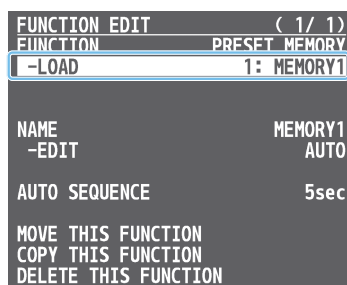 FUNCTION EDIT ( 1/ 1)
FUNCTION PRESET MEMORY
-LOAD 1: MEMORY1
NAME MEMORY1
-EDIT AUTO
AUTO SEQUENCE 5sec
MOVE THIS FUNCTION
COPY THIS FUNCTION
DELETE THIS FUNCTION